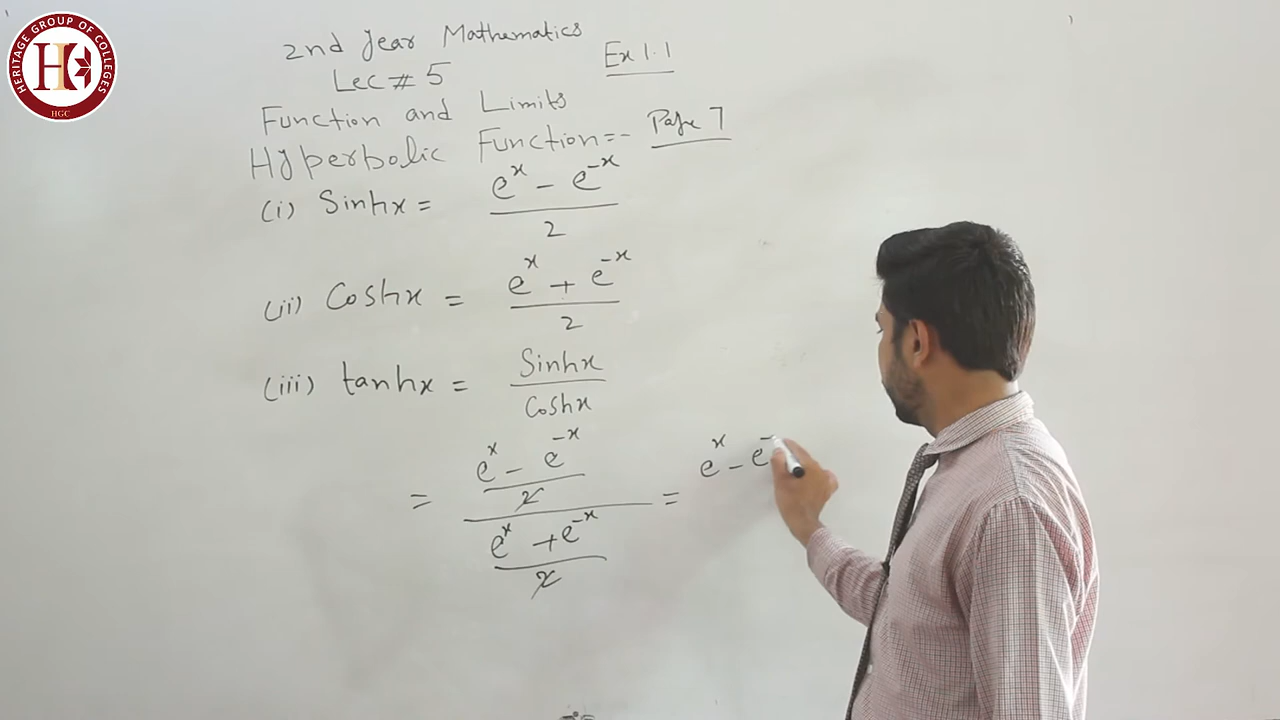 HERITAGE GROUP OF COLLEGES
HGC
2nd Year Mathematics
Lec # 5
Ex 1.1
Function and Limits
Hyperbolic Function=- Page 7
(i) Sinhx = (e^x - e^-x)/2
(ii) Coshx = (e^x + e^-x)/2
(iii) tanhx = Sinhx/Coshx
= ((e^x - e^-x)/2)/((e^x + e^-x)/2) = e^x - e^-